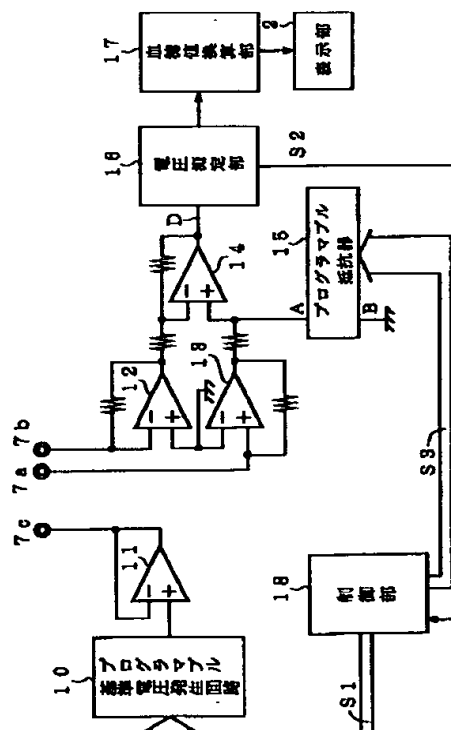 17
血糖値換算部
2
表示部
16
電圧測定部
S2
D
14
15
プログラマブル
抵抗器
A
B
12
13
7b
7a
7c
11
S3
18
制御部
10
プログラマブル
基準電圧発生回路
S1
−
+
−
+
−
+
−
+